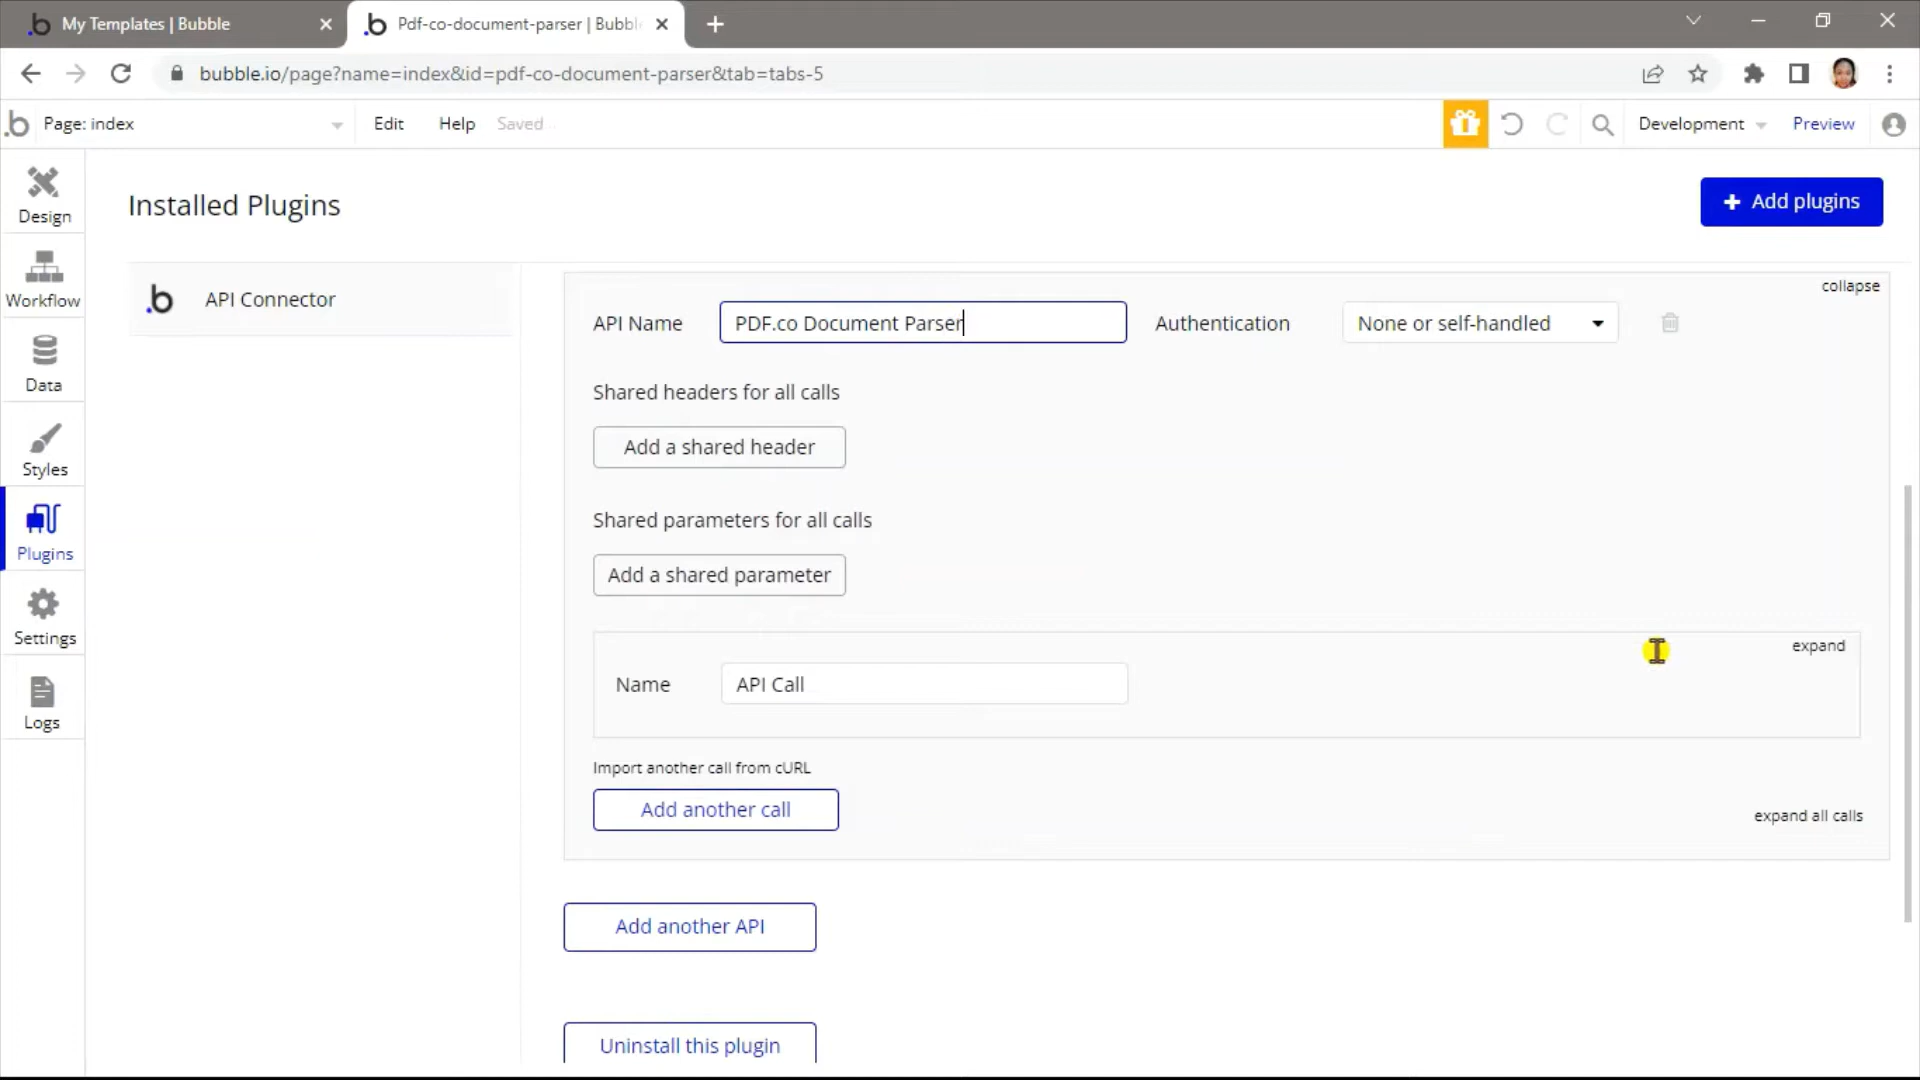 My Templates | Bubble
Pdf-co-document-parser | Bubbl
bubble.io/page?name=index&id=pdf-co-document-parser&tab=tabs-5
Page: index
Edit
Help
Saved
Development
Preview
Design
Workflow
Data
Styles
Plugins
Settings
Logs
Installed Plugins
Add plugins
API Connector
collapse
API Name
PDF.co Document Parser
Authentication
None or self-handled
Shared headers for all calls
Add a shared header
Shared parameters for all calls
Add a shared parameter
expand
Name
API Call
Import another call from cURL
Add another call
expand all calls
Add another API
Uninstall this plugin